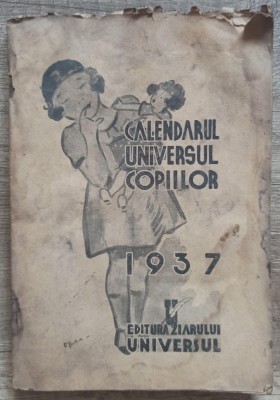 CALENDARUL
UNIVERSUL
COPIILOR
1937
U
EDITURA ZIARULUI
UNIVERSUL